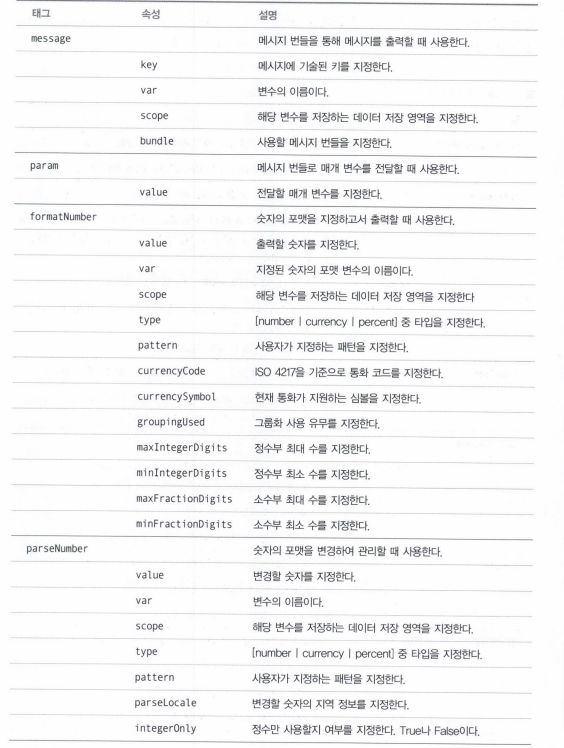 태그 속성 설명
message 메시지 번들을 통해 메시지를 출력할 때 사용한다.
key 메시지에 기술된 키를 지정한다.
var 변수의 이름이다.
scope 해당 변수를 저장하는 데이터 저장 영역을 지정한다.
bundle 사용할 메시지 번들을 지정한다.
param 메시지 번들로 매개 변수를 전달할 때 사용한다.
value 전달할 매개 변수를 지정한다.
formatNumber 숫자의 포맷을 지정하고서 출력할 때 사용한다.
value 출력할 숫자를 지정한다.
var 지정된 숫자의 포맷 변수의 이름이다.
scope 해당 변수를 저장하는 데이터 저장 영역을 지정한다
type [number | currency | percent] 중 타입을 지정한다.
pattern 사용자가 지정하는 패턴을 지정한다.
currencyCode ISO 4217을 기준으로 통화 코드를 지정한다.
currencySymbol 현재 통화가 지원하는 심볼을 지정한다.
groupingUsed 그룹화 사용 유무를 지정한다.
maxIntegerDigits 정수부 최대 수를 지정한다.
minIntegerDigits 정수부 최소 수를 지정한다.
maxFractionDigits 소수부 최대 수를 지정한다.
minFractionDigits 소수부 최소 수를 지정한다.
parseNumber 숫자의 포맷을 변경하여 관리할 때 사용한다.
value 변경할 숫자를 지정한다.
var 변수의 이름이다.
scope 해당 변수를 저장하는 데이터 저장 영역을 지정한다.
type [number | currency | percent] 중 타입을 지정한다.
pattern 사용자가 지정하는 패턴을 지정한다.
parseLocale 변경할 숫자의 지역 정보를 지정한다.
integerOnly 정수만 사용할지 여부를 지정한다. True나 False이다.